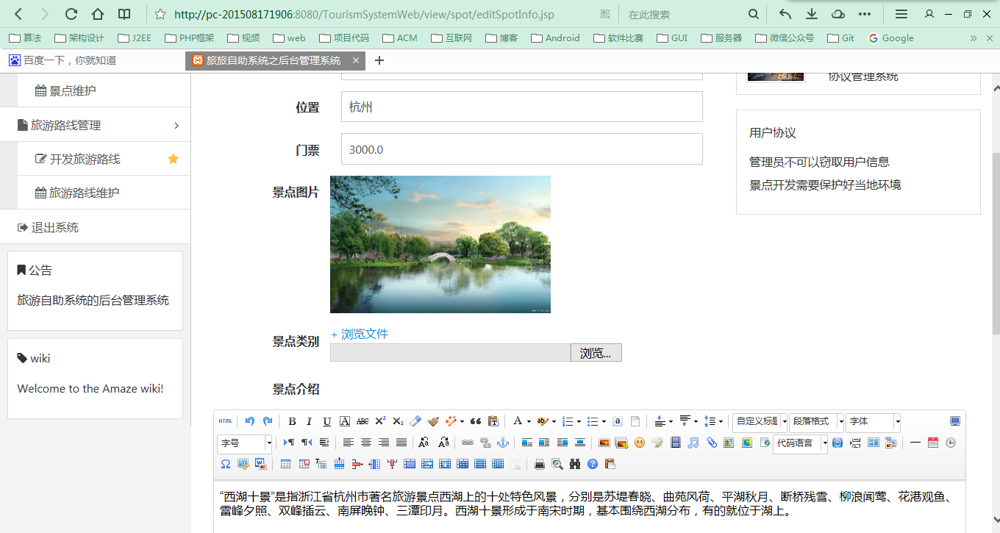 http://pc-201508171906:8080/TourismSystemWeb/view/spot/editSpotInfo.jsp
在此搜索
算法 架构设计 J2EE PHP框架 视频 web 项目代码 ACM 互联网 博客 Android 软件比赛 GUI 服务器 微信公众号 Git Google
百度一下，你就知道
旅旅自助系统之后台管理系统
景点维护
旅游路线管理
开发旅游路线
旅游路线维护
退出系统
公告
旅游自助系统的后台管理系统
wiki
Welcome to the Amaze wiki!
位置 杭州
门票 3000.0
景点图片
景点类别 + 浏览文件
浏览...
景点介绍
协议管理系统
用户协议
管理员不可以窃取用户信息
景点开发需要保护好当地环境
HTML 自定义标题 段落格式 字体
字号 代码语言
“西湖十景”是指浙江省杭州市著名旅游景点西湖上的十处特色风景，分别是苏堤春晓、曲苑风荷、平湖秋月、断桥残雪、柳浪闻莺、花港观鱼、
雷峰夕照、双峰插云、南屏晚钟、三潭印月。西湖十景形成于南宋时期，基本围绕西湖分布，有的就位于湖上。